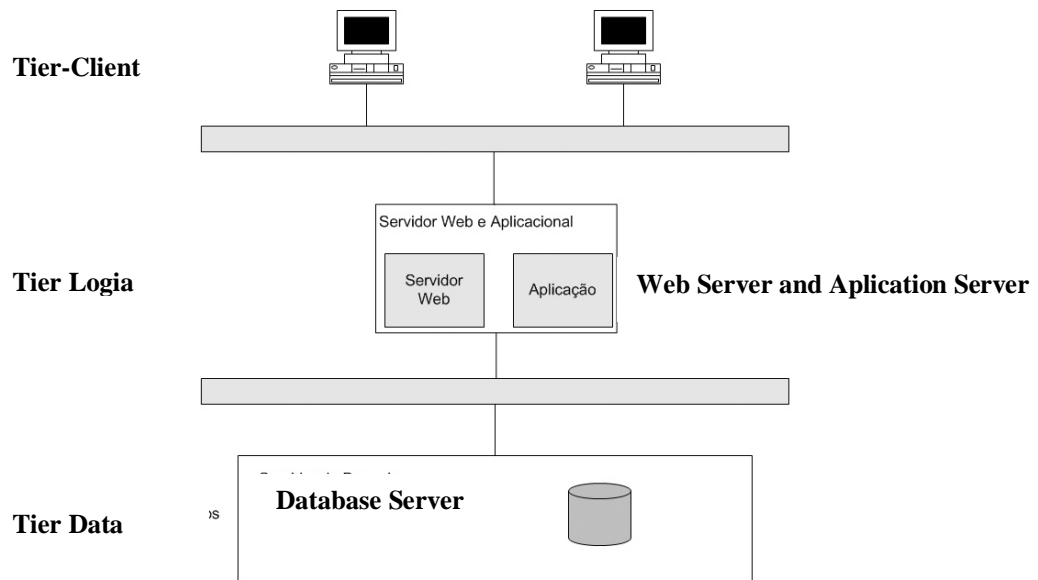 Tier-Client
Servidor Web e Aplicacional
Tier Logia
Servidor
Web
Aplicação
Web Server and Aplication Server
Database Server
Tier Data